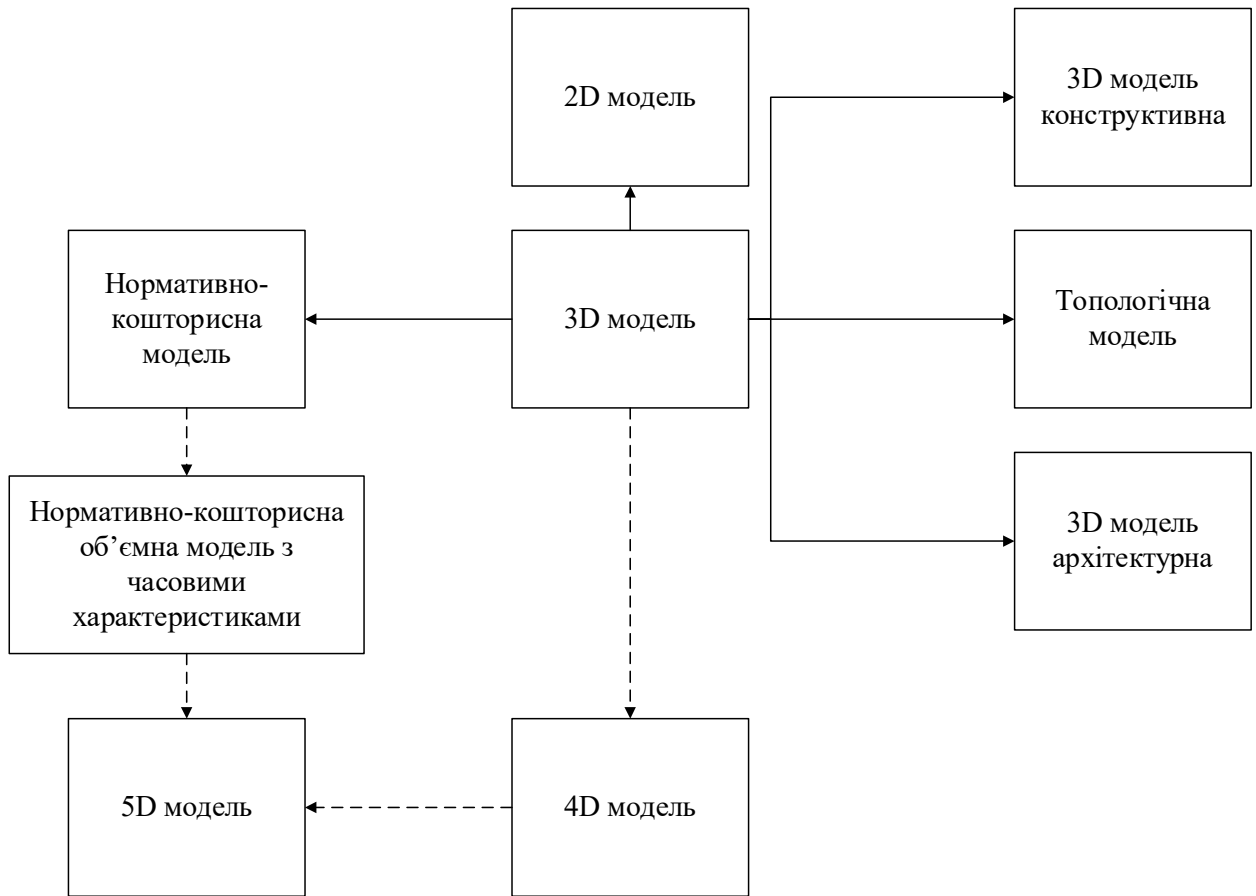 2D модель
3D модель
конструктивна
Нормативно-
кошторисна
модель
3D модель
Топологічна
модель
Нормативно-кошторисна
об’ємна модель з
часовими
характеристиками
3D модель
архітектурна
5D модель
4D модель